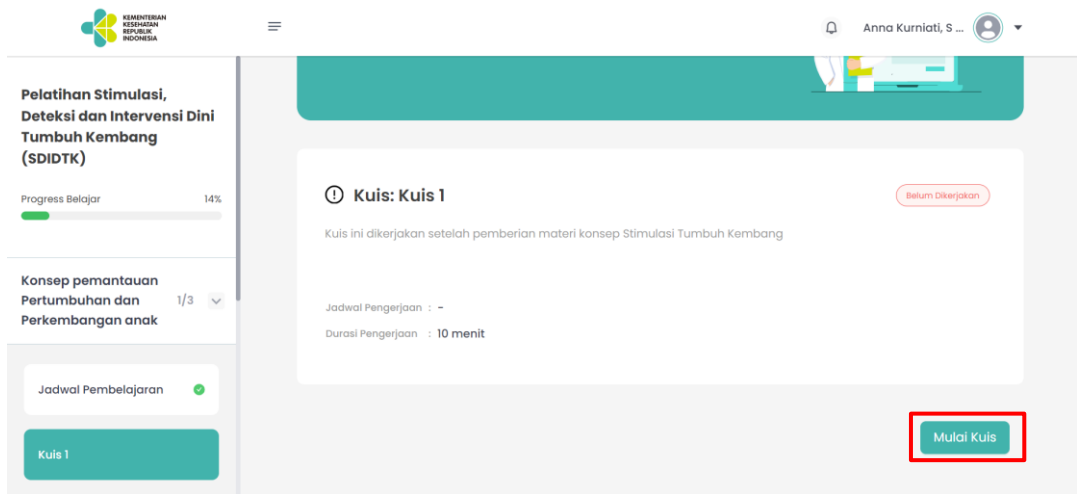 KEMENTERIAN
KESEHATAN
REPUBLIK
INDONESIA
Anna Kurniati, S ...
Pelatihan Stimulasi,
Deteksi dan Intervensi Dini
Tumbuh Kembang
(SDIDTK)
Progress Belajar 14%
Konsep pemantauan
Pertumbuhan dan 1/3
Perkembangan anak
Jadwal Pembelajaran
Kuis 1
Kuis: Kuis 1
Belum Dikerjakan
Kuis ini dikerjakan setelah pemberian materi konsep Stimulasi Tumbuh Kembang
Jadwal Pengerjaan : -
Durasi Pengerjaan : 10 menit
Mulai Kuis